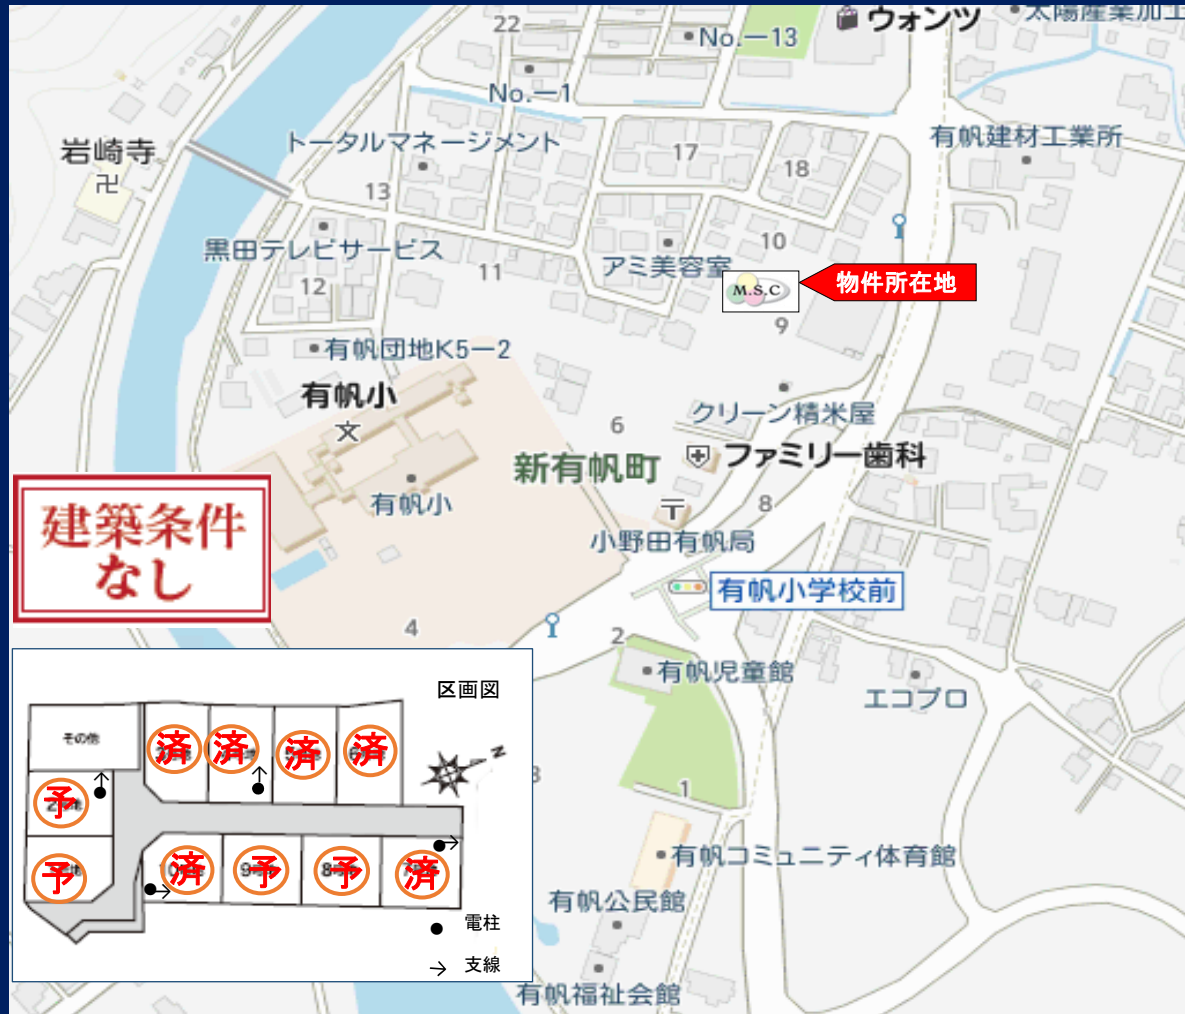 22
No.ー13
ウォンツ
太陽産業加工
No.ー1
岩崎寺
トータルマネージメント
17
有帆建材工業所
18
13
黒田テレビサービス
10
アミ美容室
11
M.S.C
物件所在地
12
9
有帆団地K5ー2
有帆小
クリーン精米屋
6
新有帆町
ファミリー歯科
有帆小
8
小野田有帆局
建築条件
なし
有帆小学校前
4
2
有帆児童館
エコプロ
区画図
その他
済
済
済
済
N
予
予
済
予
予
済
電柱
支線
3
1
有帆コミュニティ体育館
有帆公民館
有帆福祉会館